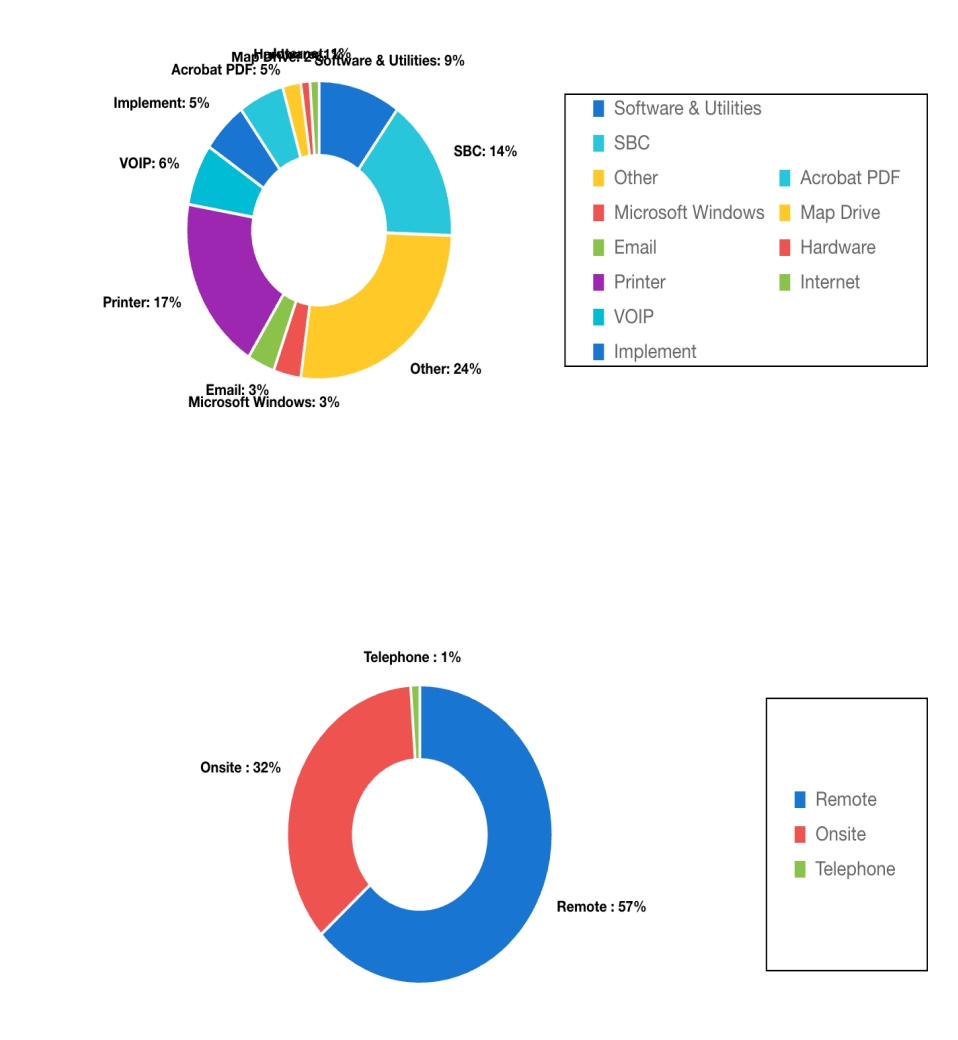 Software & Utilities: 9%
Acrobat PDF: 5%
Implement: 5%
SBC: 14%
VOIP: 6%
Printer: 17%
Other: 24%
Email: 3%
Microsoft Windows: 3%
Software & Utilities
SBC
Other
Acrobat PDF
Microsoft Windows
Map Drive
Email
Hardware
Printer
Internet
VOIP
Implement
Telephone : 1%
Onsite : 32%
Remote : 57%
Remote
Onsite
Telephone